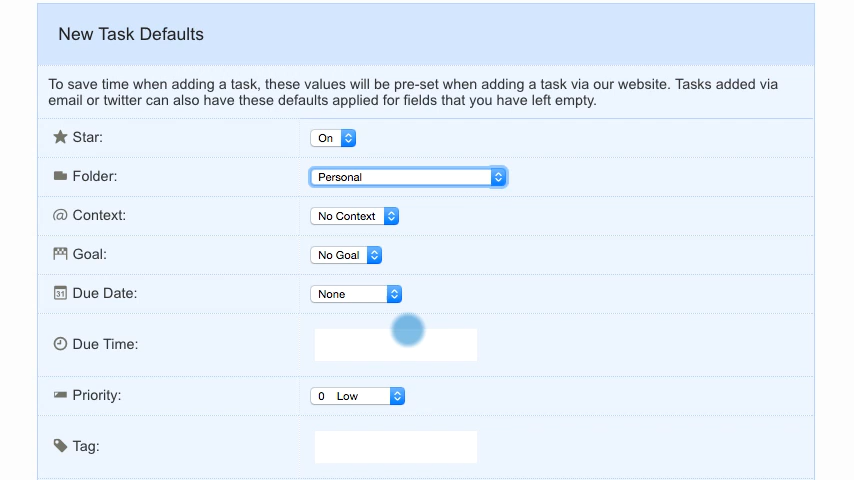 New Task Defaults
To save time when adding a task, these values will be pre-set when adding a task via our website. Tasks added via
email or twitter can also have these defaults applied for fields that you have left empty.
Star: On
Folder: Personal
@ Context: No Context
Goal: No Goal
31 Due Date: None
Due Time:
Priority: 0 Low
Tag: